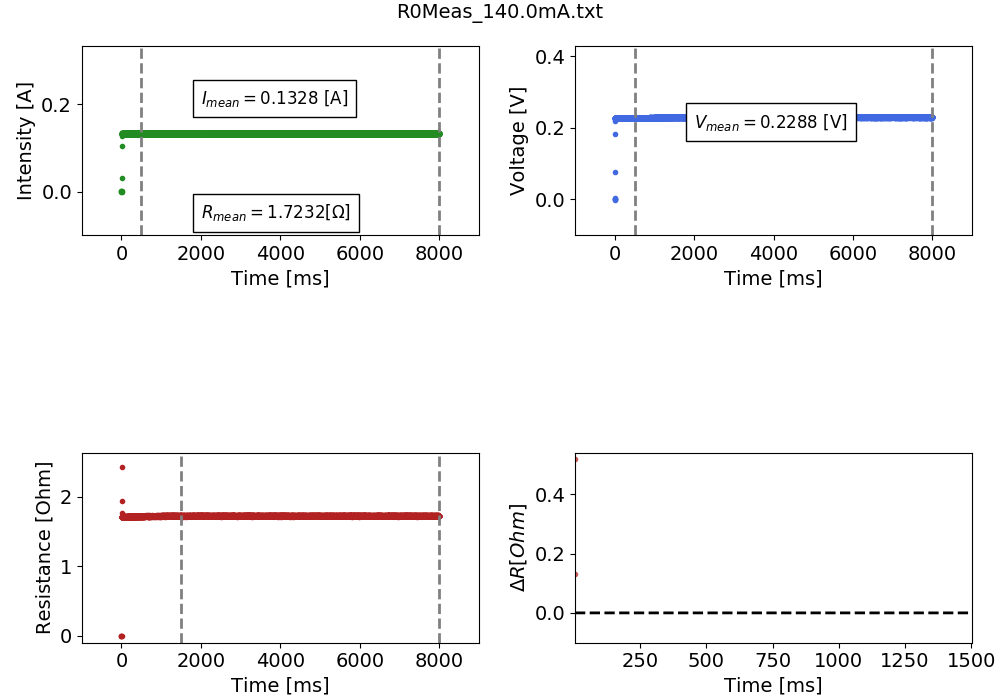 R0Meas_140.0mA.txt
Intensity [A]
0.2
0.0
I_mean = 0.1328 [A]
R_mean = 1.7232[Ω]
0 2000 4000 6000 8000
Time [ms]
Voltage [V]
0.4
0.2
0.0
V_mean = 0.2288 [V]
0 2000 4000 6000 8000
Time [ms]
Resistance [Ohm]
2
1
0
0 2000 4000 6000 8000
Time [ms]
ΔR[Ohm]
0.4
0.2
0.0
250 500 750 1000 1250 1500
Time [ms]